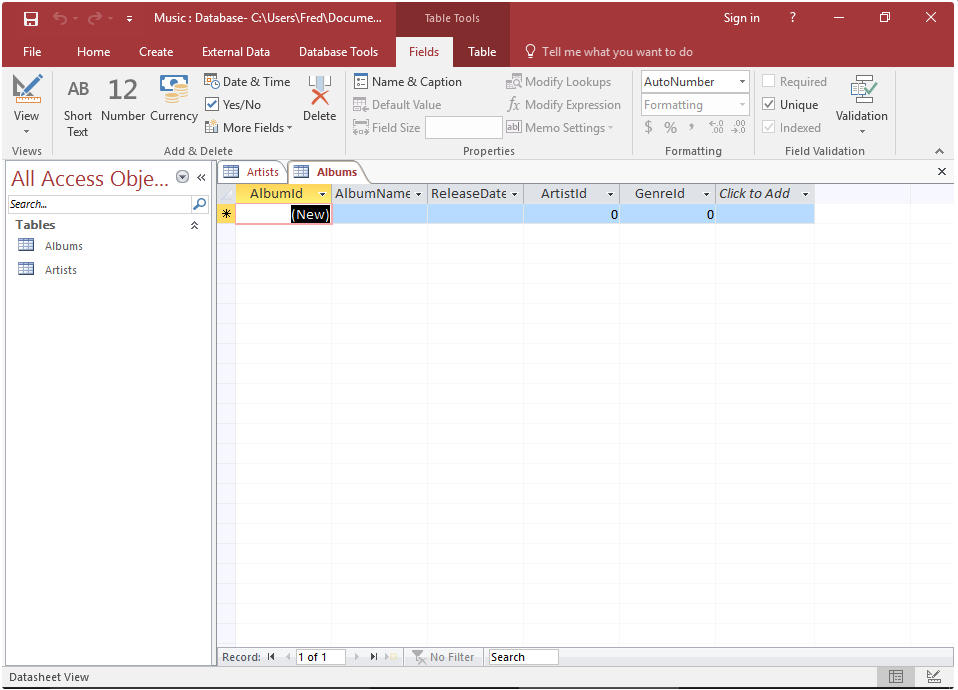 Music : Database- C:\Users\Fred\Docume... Table Tools Sign in ?
File Home Create External Data Database Tools Fields Table Tell me what you want to do
View
Views
AB
Short
Text
12
Number
Currency
Date & Time
Yes/No
More Fields
Delete
Add & Delete
Name & Caption
Default Value
Field Size
Modify Lookups
fx Modify Expression
ab| Memo Settings
Properties
AutoNumber
Formatting
$ % , ←.0 .00 .00 →.0
Formatting
Required
Unique
Indexed
Validation
Field Validation
All Access Obje... «
Search...
Tables
Albums
Artists
Artists Albums
AlbumId AlbumName ReleaseDate ArtistId GenreId Click to Add
* (New) 0 0
Record: 1 of 1 No Filter Search
Datasheet View